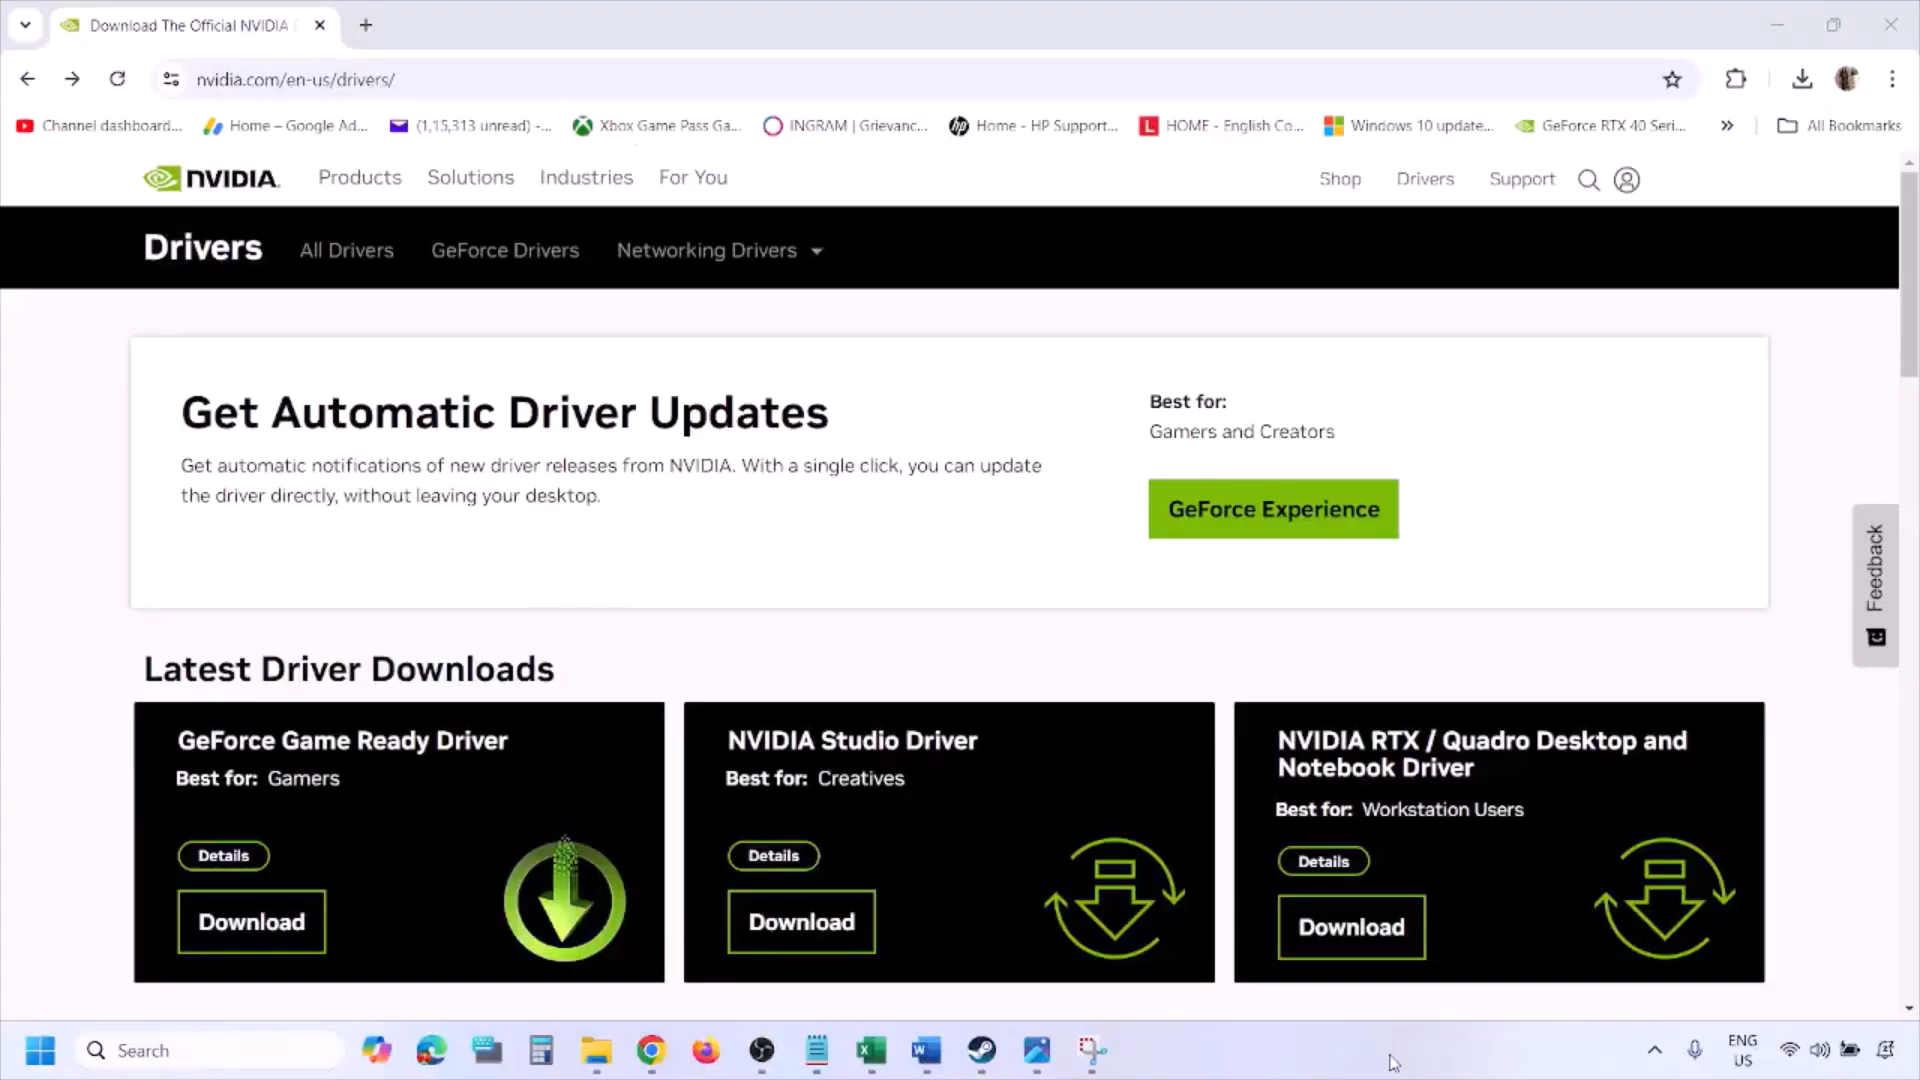 Download The Official NVIDIA
nvidia.com/en-us/drivers/
Channel dashboard...
Home – Google Ad...
(1,15,313 unread) -...
Xbox Game Pass Ga...
INGRAM | Grievanc...
Home - HP Support...
HOME - English Co...
Windows 10 update...
GeForce RTX 40 Seri...
All Bookmarks
NVIDIA.
Products
Solutions
Industries
For You
Shop
Drivers
Support
Drivers
All Drivers
GeForce Drivers
Networking Drivers
Get Automatic Driver Updates
Get automatic notifications of new driver releases from NVIDIA. With a single click, you can update
the driver directly, without leaving your desktop.
Best for:
Gamers and Creators
GeForce Experience
Feedback
Latest Driver Downloads
GeForce Game Ready Driver
Best for: Gamers
Details
Download
NVIDIA Studio Driver
Best for: Creatives
Details
Download
NVIDIA RTX / Quadro Desktop and
Notebook Driver
Best for: Workstation Users
Details
Download
Search
ENG
US